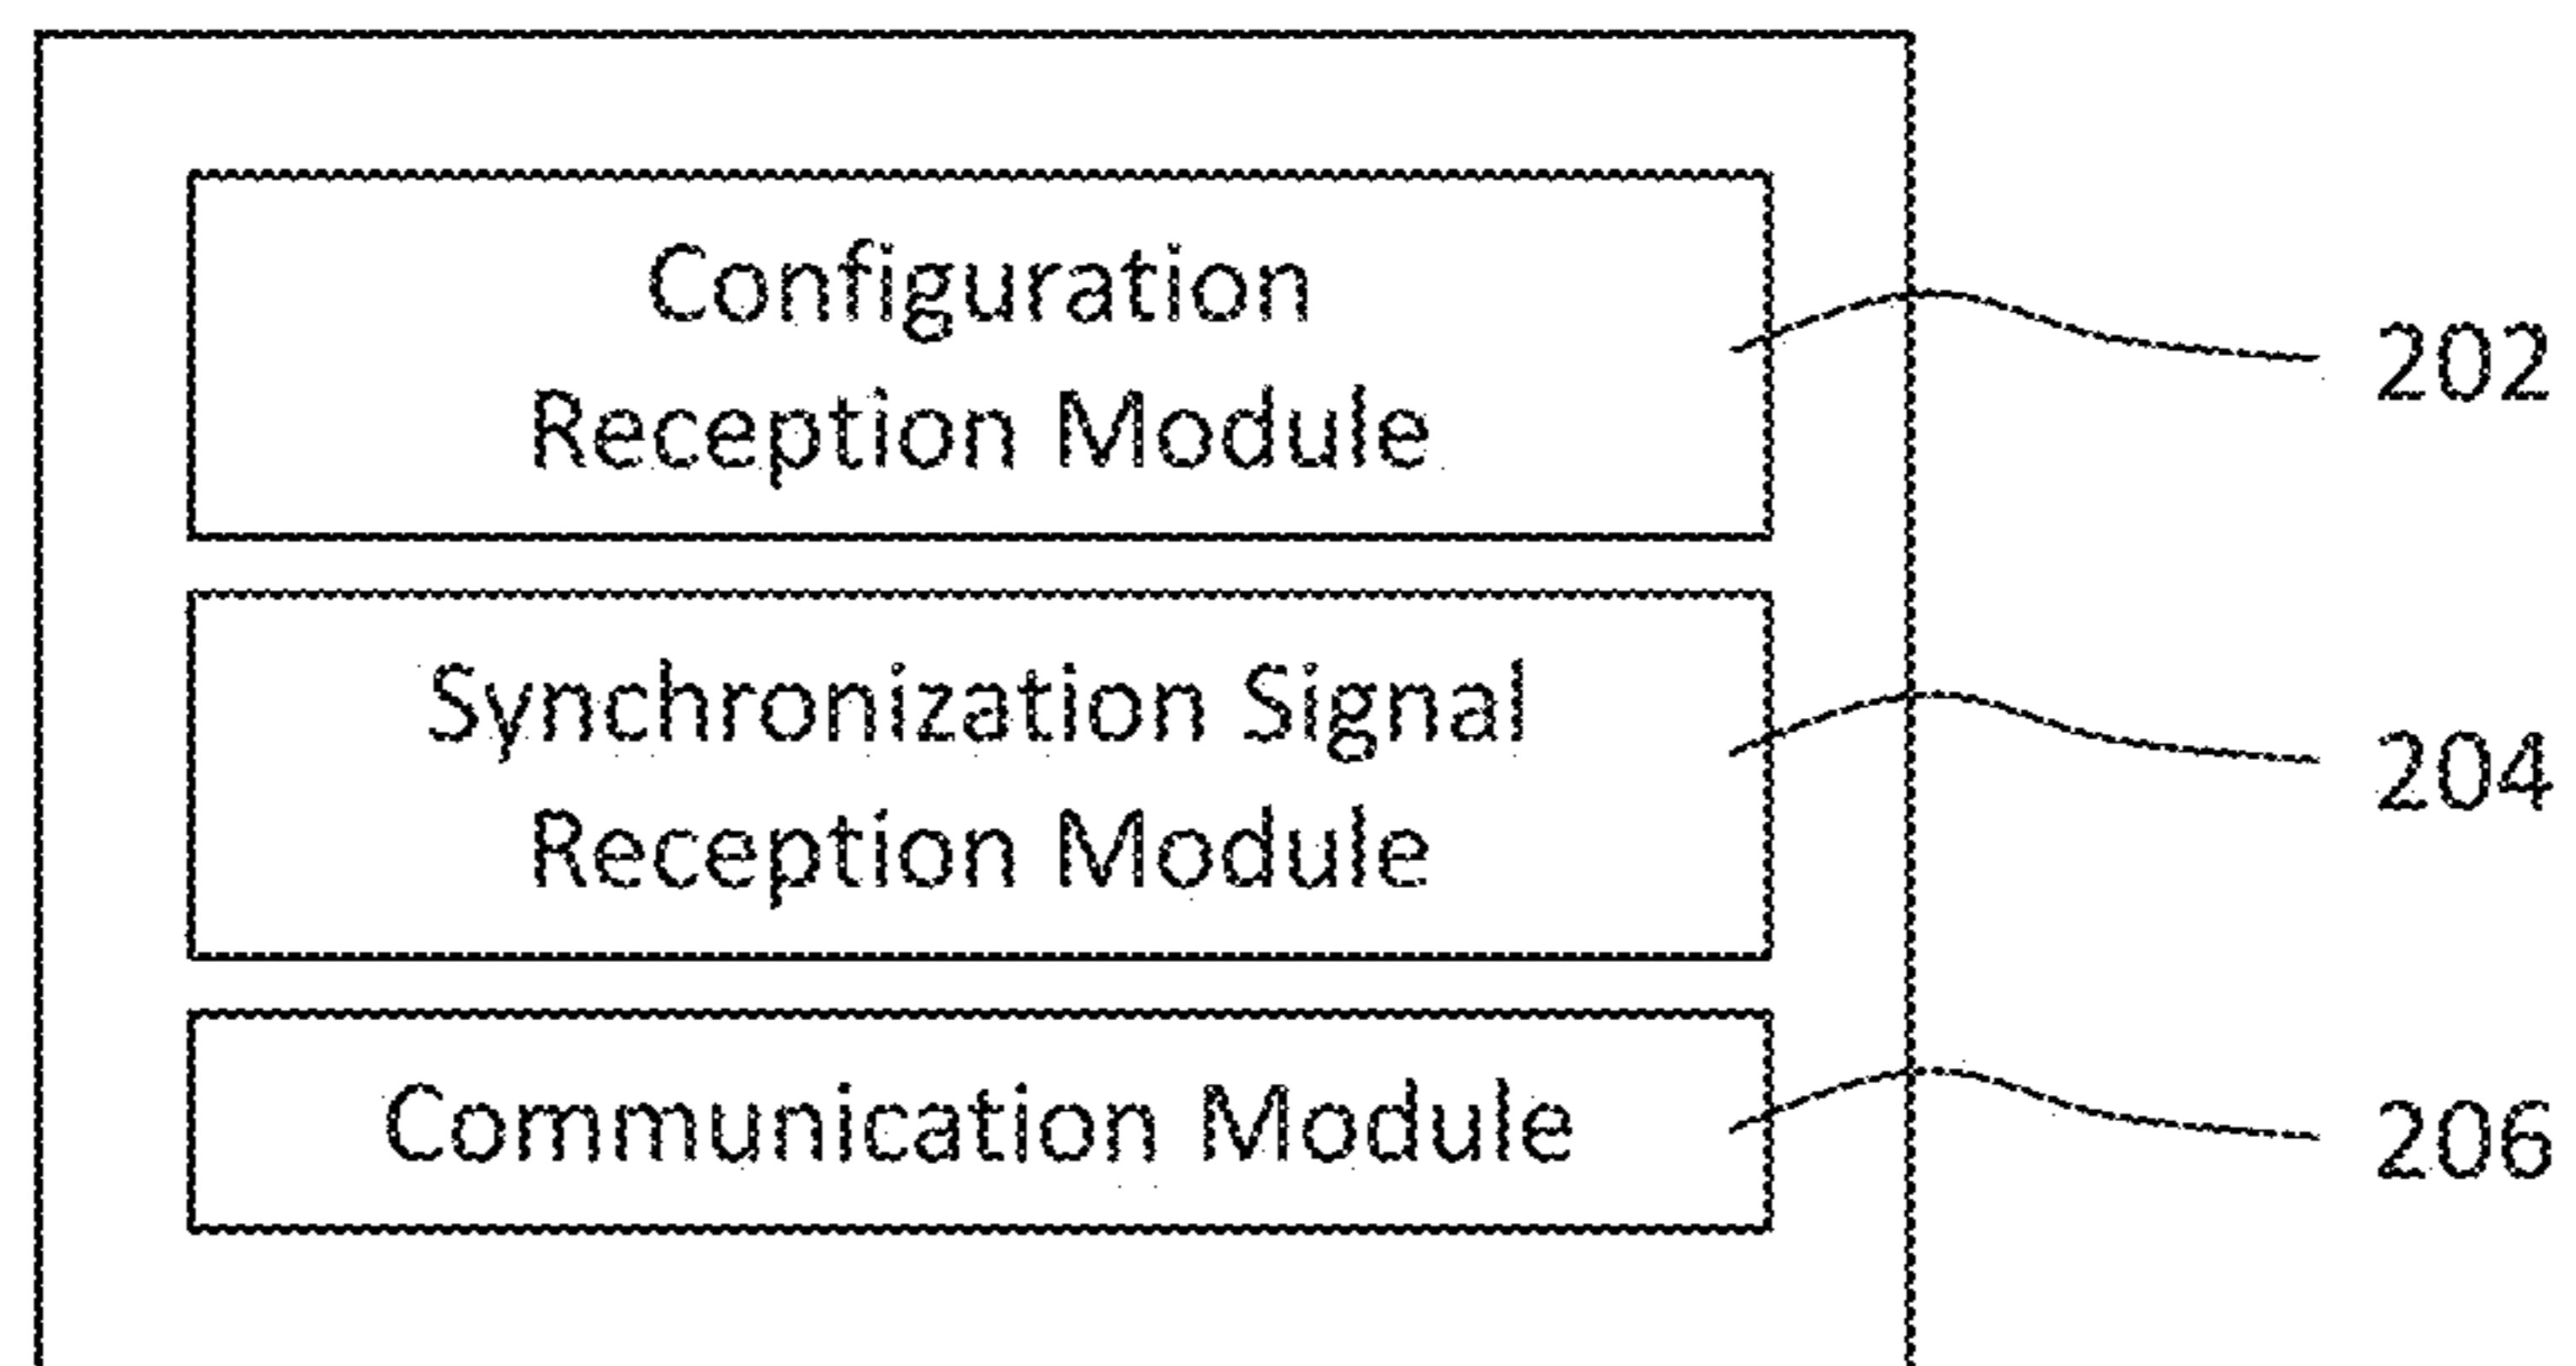 Configuration
Reception Module
202
Synchronization Signal
Reception Module
204
Communication Module
206